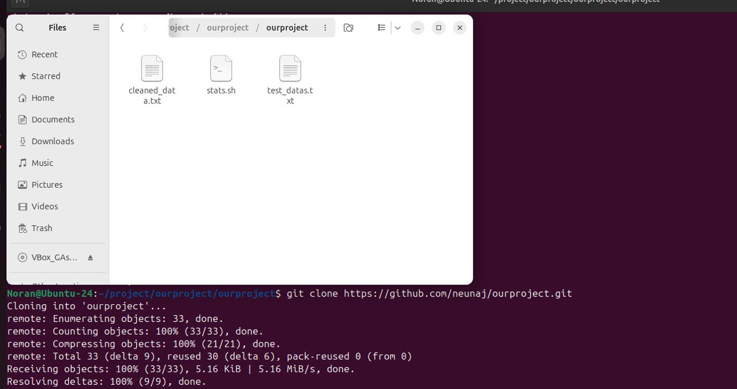 Noran@Ubuntu-24: ~/project/ourproject/ourproject/ourproject
Files
roject / ourproject / ourproject
Recent
Starred
Home
Documents
Downloads
Music
Pictures
Videos
Trash
VBox_GAs...
cleaned_dat
a.txt
stats.sh
test_datas.t
xt
Noran@Ubuntu-24:~/project/ourproject/ourproject$ git clone https://github.com/neunaj/ourproject.git
Cloning into 'ourproject'...
remote: Enumerating objects: 33, done.
remote: Counting objects: 100% (33/33), done.
remote: Compressing objects: 100% (21/21), done.
remote: Total 33 (delta 9), reused 30 (delta 6), pack-reused 0 (from 0)
Receiving objects: 100% (33/33), 5.16 KiB | 5.16 MiB/s, done.
Resolving deltas: 100% (9/9), done.